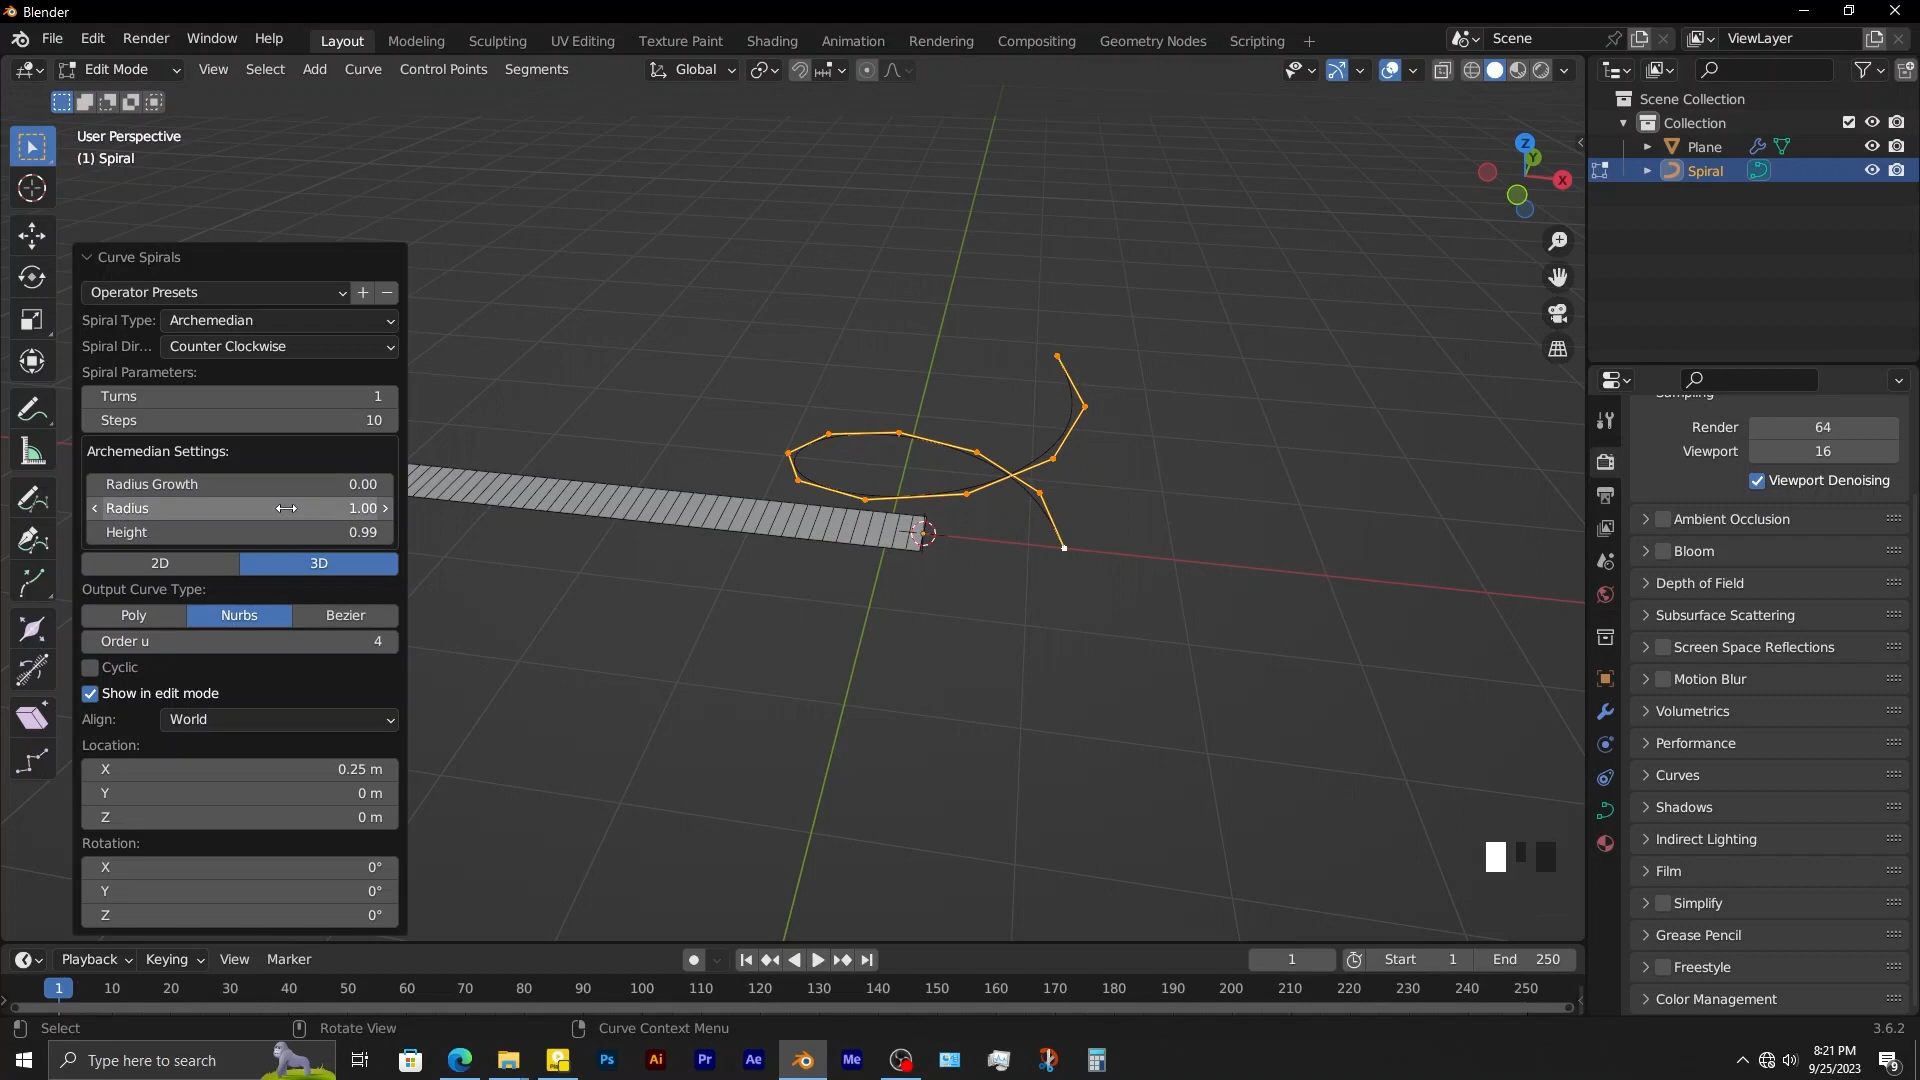 Blender
File Edit Render Window Help
Layout Modeling Sculpting UV Editing Texture Paint Shading Animation Rendering Compositing Geometry Nodes Scripting +
Scene
ViewLayer
Edit Mode View Select Add Curve Control Points Segments
Global
User Perspective
(1) Spiral
Z
Y
X
Scene Collection
Collection
Plane
Spiral
Curve Spirals
Operator Presets
Spiral Type: Archemedian
Spiral Dir... Counter Clockwise
Spiral Parameters:
Turns 1
Steps 10
Archemedian Settings:
Radius Growth 0.00
Radius 1.00
Height 0.99
2D 3D
Output Curve Type:
Poly Nurbs Bezier
Order u 4
Cyclic
Show in edit mode
Align: World
Location:
X 0.25 m
Y 0 m
Z 0 m
Rotation:
X 0°
Y 0°
Z 0°
Sampling
Render 64
Viewport 16
Viewport Denoising
Ambient Occlusion
Bloom
Depth of Field
Subsurface Scattering
Screen Space Reflections
Motion Blur
Volumetrics
Performance
Curves
Shadows
Indirect Lighting
Film
Simplify
Grease Pencil
Freestyle
Color Management
Playback Keying View Marker
1 Start 1 End 250
1 10 20 30 40 50 60 70 80 90 100 110 120 130 140 150 160 170 180 190 200 210 220 230 240 250
Select Rotate View Curve Context Menu
3.6.2
Type here to search
Ps Ai Pr Ae Me
8:21 PM
9/25/2023
9